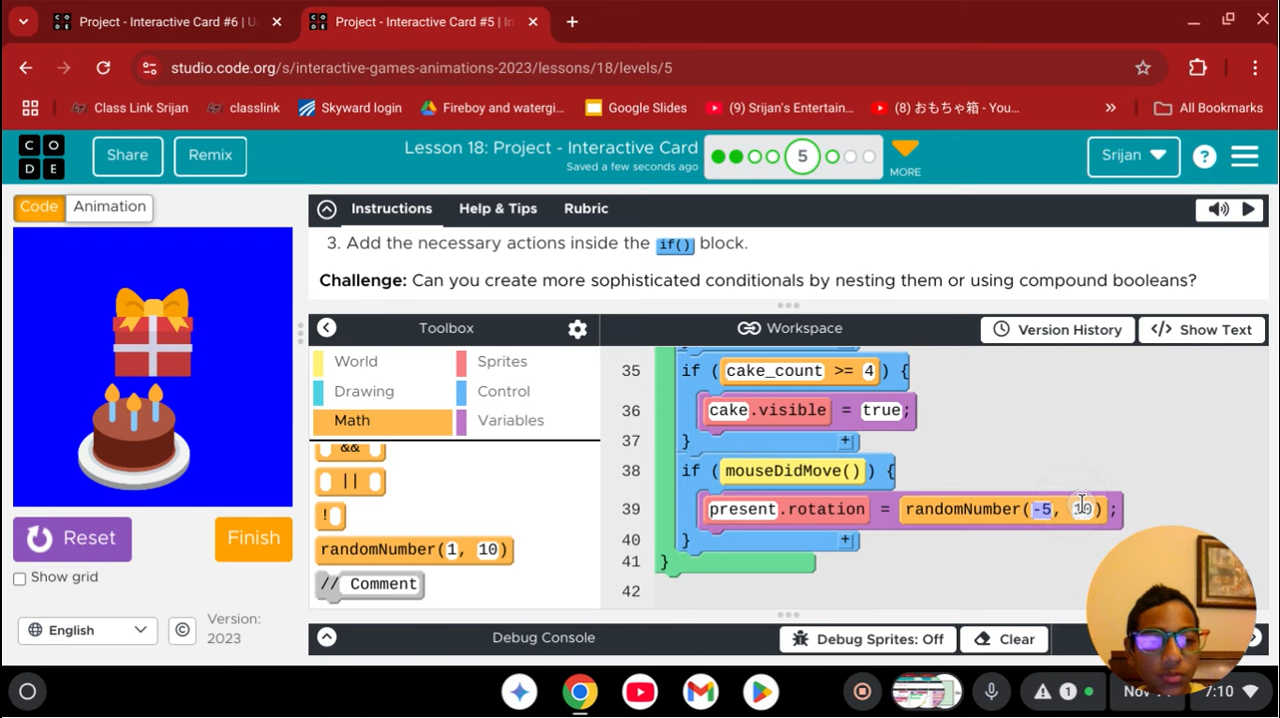 Project - Interactive Card #6 | U
Project - Interactive Card #5 | In
studio.code.org/s/interactive-games-animations-2023/lessons/18/levels/5
Class Link Srijan
classlink
Skyward login
Fireboy and watergi...
Google Slides
(9) Srijan's Entertain...
(8) おもちゃ箱 - You...
All Bookmarks
C O
D E
Share
Remix
Lesson 18: Project - Interactive Card
Saved a few seconds ago
5
MORE
Srijan
?
Code
Animation
Instructions
Help & Tips
Rubric
3. Add the necessary actions inside the if() block.
Challenge: Can you create more sophisticated conditionals by nesting them or using compound booleans?
Toolbox
Workspace
Version History
</> Show Text
World
Sprites
Drawing
Control
Math
Variables
&&
||
!
randomNumber(1, 10)
// Comment
35 if (cake_count >= 4) {
36 cake.visible = true;
37 }
38 if (mouseDidMove()) {
39 present.rotation = randomNumber(-5, 10);
40 }
41 }
42
Reset
Finish
Show grid
English
Version:
2023
Debug Console
Debug Sprites: Off
Clear
1
Nov
7:10